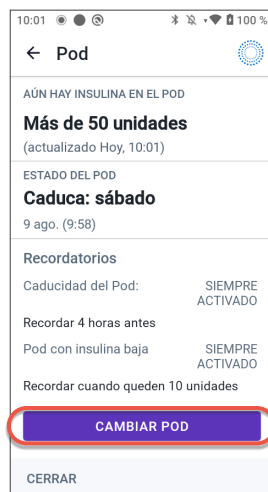 10:01 100 %
← Pod
AÚN HAY INSULINA EN EL POD
Más de 50 unidades
(actualizado Hoy, 10:01)
ESTADO DEL POD
Caduca: sábado
9 ago. (9:58)
Recordatorios
Caducidad del Pod: SIEMPRE
ACTIVADO
Recordar 4 horas antes
Pod con insulina baja SIEMPRE
ACTIVADO
Recordar cuando queden 10 unidades
CAMBIAR POD
CERRAR